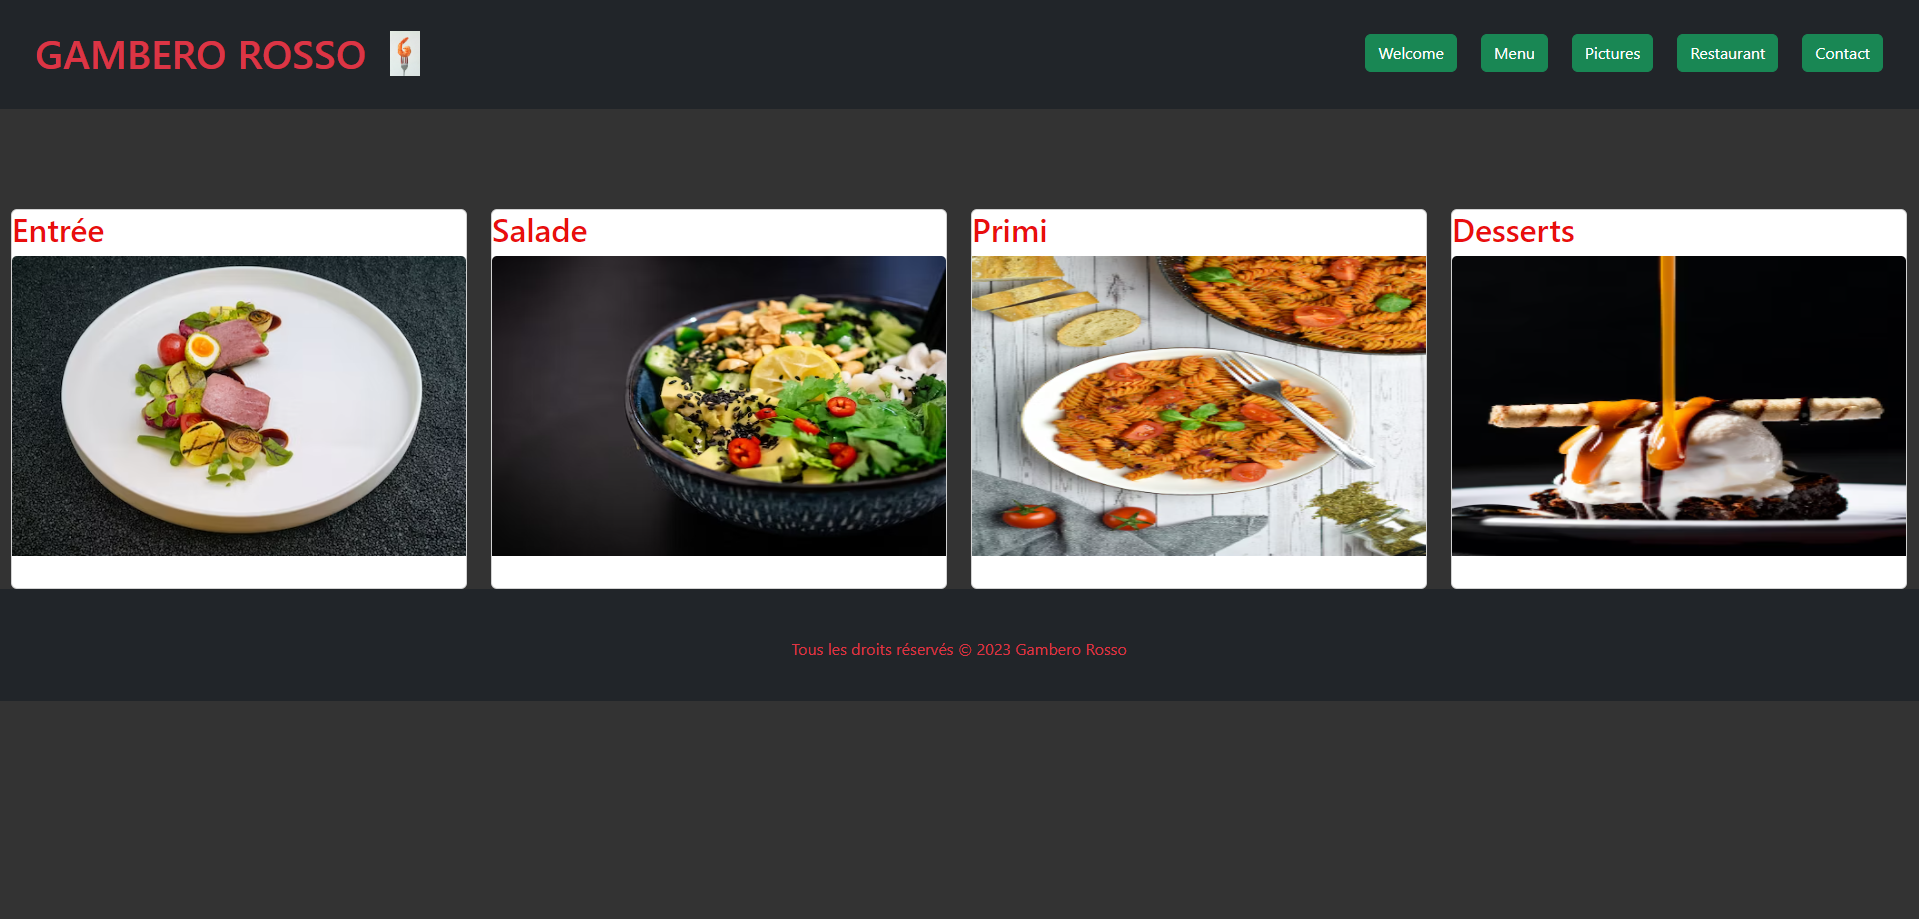 GAMBERO ROSSO
Welcome
Menu
Pictures
Restaurant
Contact
Entrée
Salade
Primi
Desserts
Tous les droits réservés © 2023 Gambero Rosso